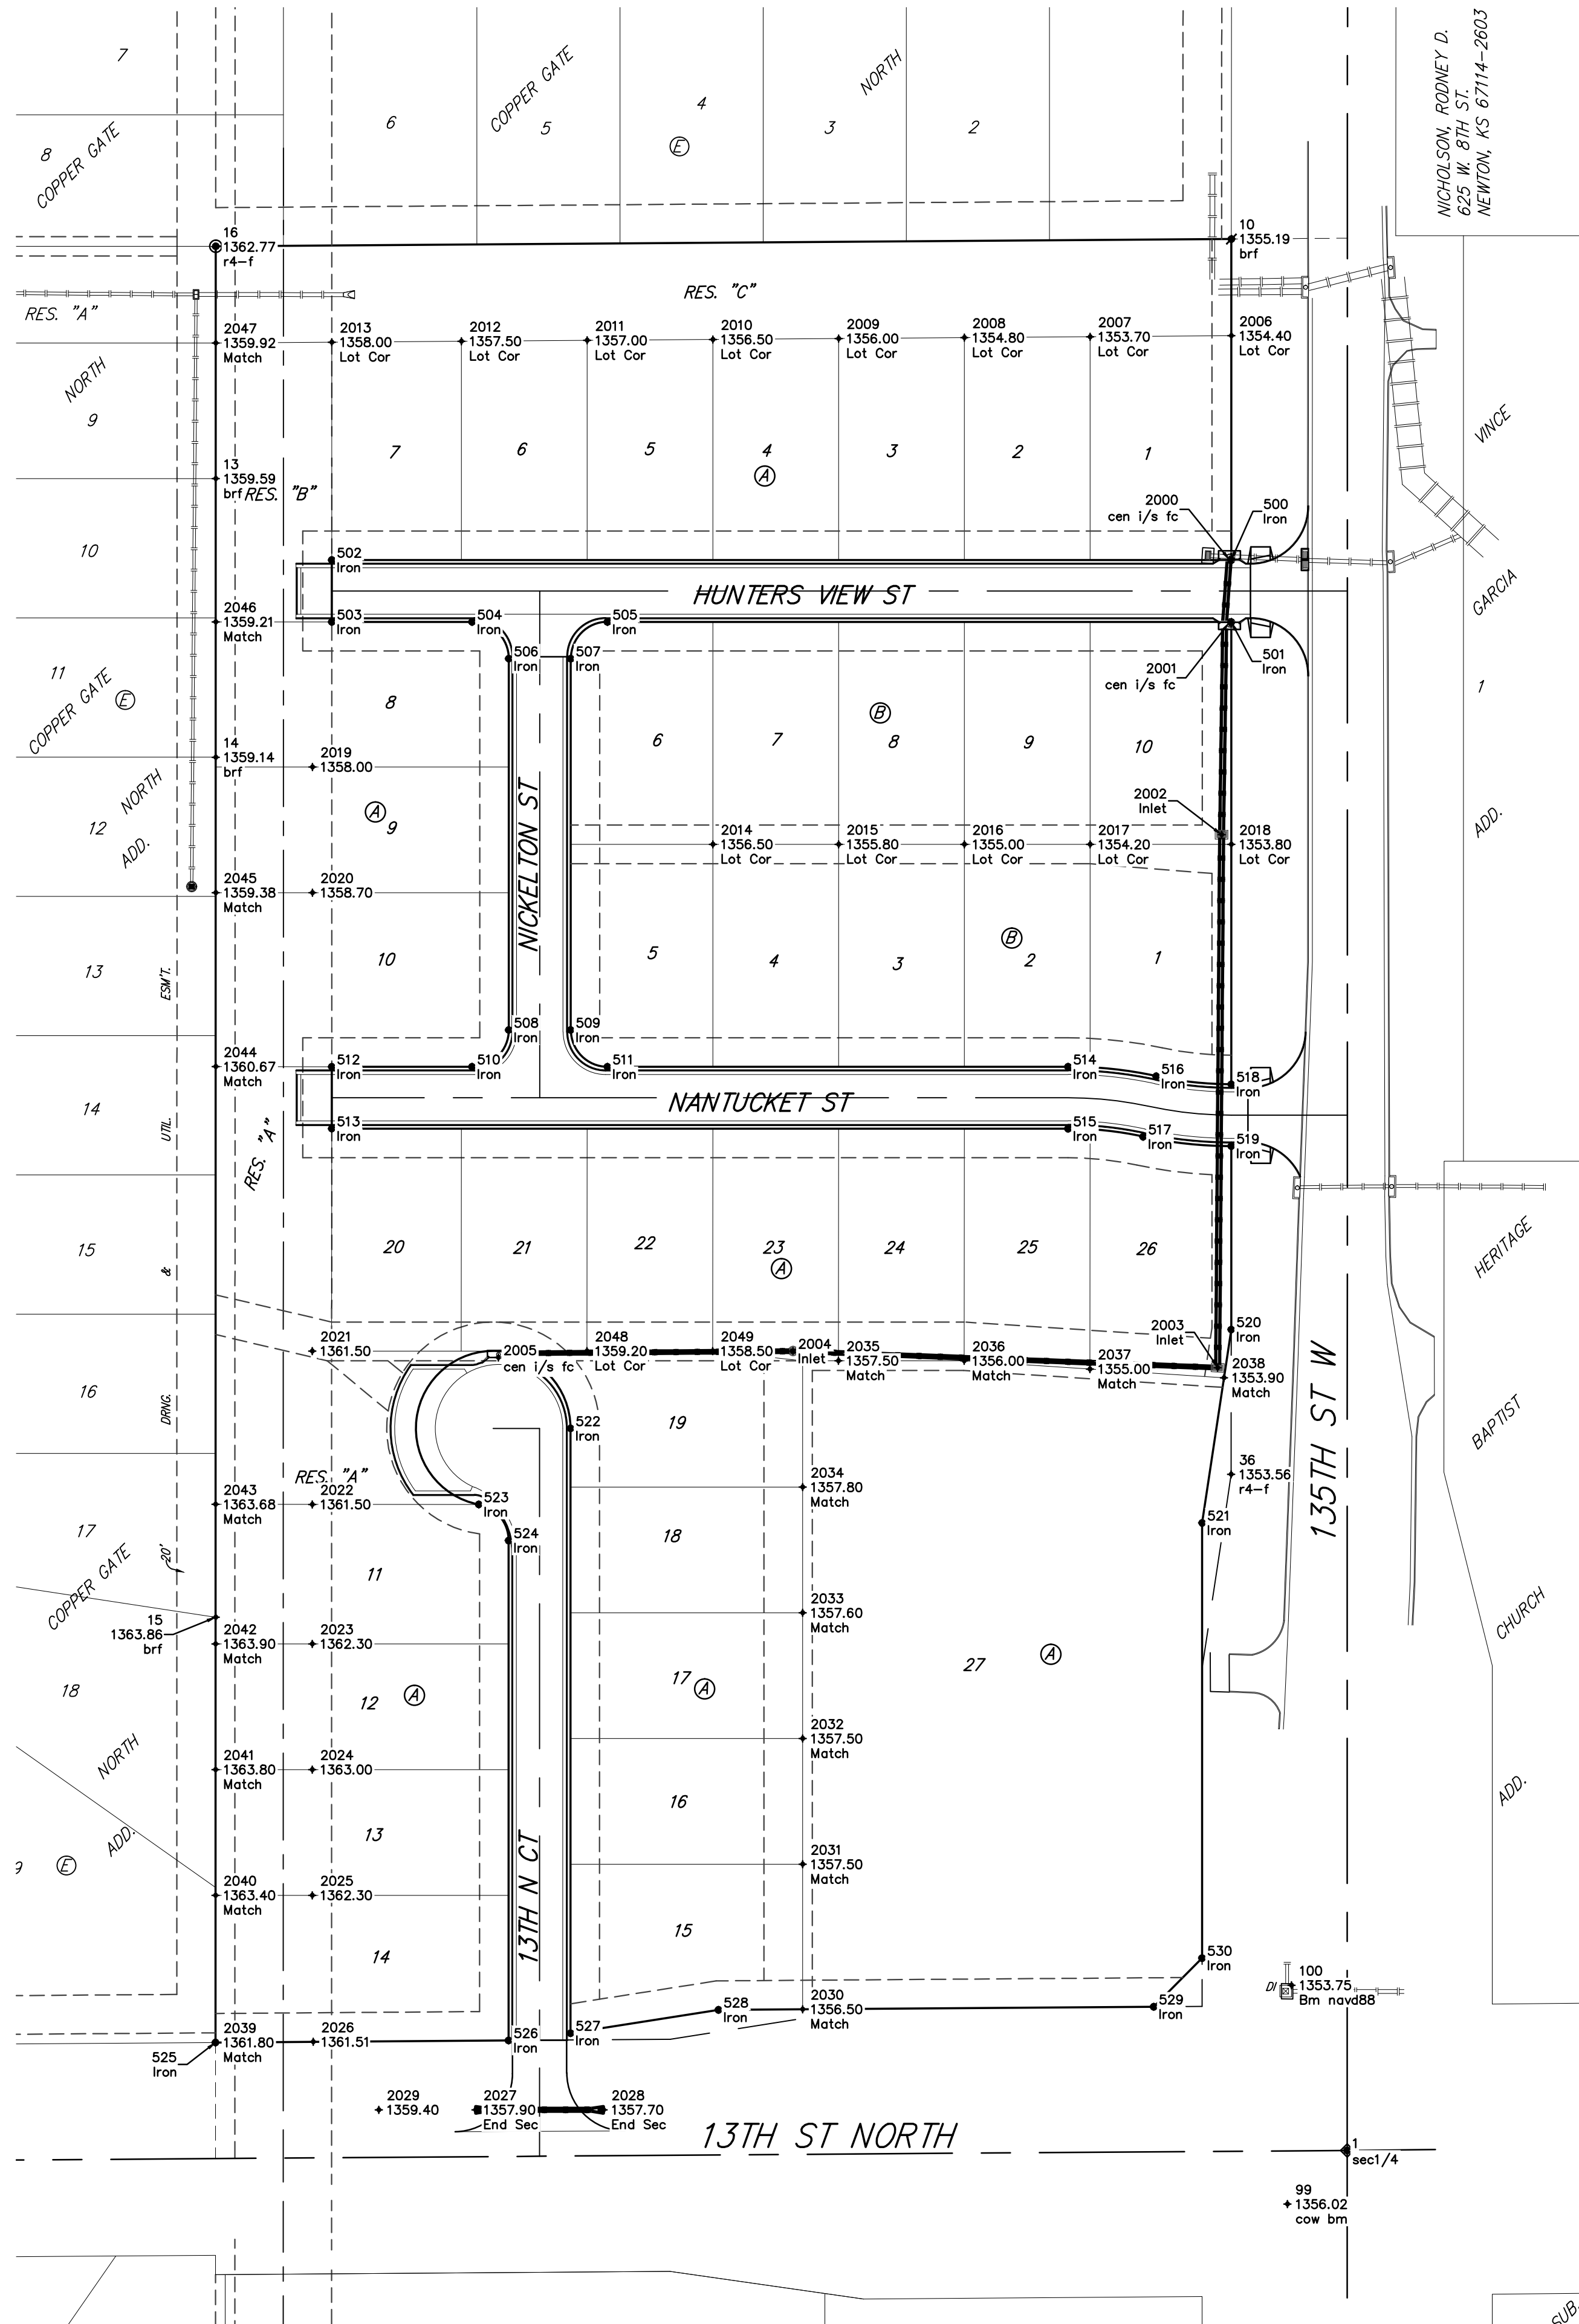 7
COPPER GATE
4
NORTH
NICHOLSON, RODNEY D.
625 W. 8TH ST.
NEWTON, KS 67114-2603
8
COPPER GATE
6
5
3
2
E
16
1362.77
r4-f
10
1355.19
brf
RES. "A"
RES. "C"
2047
1359.92
Match
2013
1358.00
Lot Cor
2012
1357.50
Lot Cor
2011
1357.00
Lot Cor
2010
1356.50
Lot Cor
2009
1356.00
Lot Cor
2008
1354.80
Lot Cor
2007
1353.70
Lot Cor
2006
1354.40
Lot Cor
NORTH
9
VINCE
7
6
5
4
3
2
1
A
13
1359.59
brf
RES. "B"
2000
cen i/s fc
500
Iron
10
502
Iron
GARCIA
HUNTERS VIEW ST
2046
1359.21
Match
503
Iron
504
Iron
505
Iron
506
Iron
507
Iron
501
Iron
2001
cen i/s fc
11
COPPER GATE
E
8
B
1
6
7
8
9
10
14
1359.14
brf
2019
1358.00
NORTH
ADD.
12
A
9
NICKELTON ST
2002
Inlet
ADD.
2014
1356.50
Lot Cor
2015
1355.80
Lot Cor
2016
1355.00
Lot Cor
2017
1354.20
Lot Cor
2018
1353.80
Lot Cor
2045
1359.38
Match
2020
1358.70
13
ESM'T.
10
5
4
3
B
2
1
508
Iron
509
Iron
2044
1360.67
Match
512
Iron
510
Iron
511
Iron
514
Iron
516
Iron
518
Iron
14
UTIL.
NANTUCKET ST
RES. "A"
513
Iron
515
Iron
517
Iron
519
Iron
15
&
20
21
22
23
A
24
25
26
HERITAGE
2021
1361.50
2005
cen i/s fc
2048
1359.20
Lot Cor
2049
1358.50
Lot Cor
2004
Inlet
2035
1357.50
Match
2036
1356.00
Match
2037
1355.00
Match
2003
Inlet
520
Iron
2038
1353.90
Match
135TH ST W
16
DRNG.
19
522
Iron
BAPTIST
RES. "A"
2043
1363.68
Match
2022
1361.50
523
Iron
524
Iron
2034
1357.80
Match
36
1353.56
r4-f
521
Iron
17
COPPER GATE
20'
11
18
15
1363.86
brf
2042
1363.90
Match
2023
1362.30
2033
1357.60
Match
CHURCH
18
12
A
17
A
27
A
NORTH
2041
1363.80
Match
2024
1363.00
2032
1357.50
Match
ADD.
ADD.
13
16
9
E
2040
1363.40
Match
2025
1362.30
2031
1357.50
Match
13TH N CT
14
15
530
Iron
DI
100
1353.75
Bm navd88
525
Iron
2039
1361.80
Match
2026
1361.51
526
Iron
527
Iron
528
Iron
2030
1356.50
Match
529
Iron
2029
1359.40
2027
1357.90
End Sec
2028
1357.70
End Sec
13TH ST NORTH
1
sec1/4
99
1356.02
cow bm
SUB.